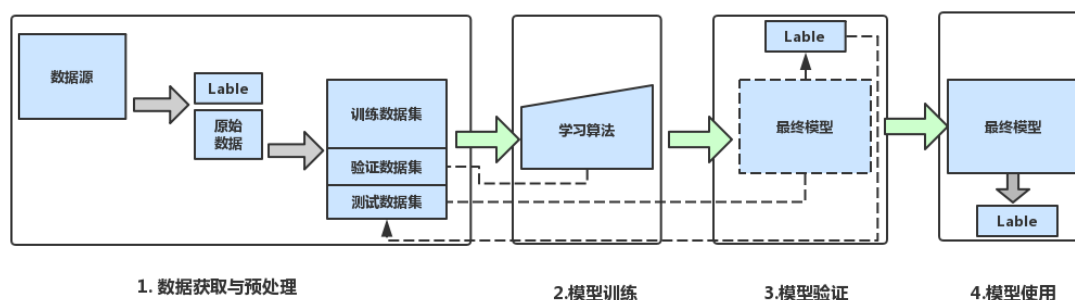 数据源
Lable
原始
数据
训练数据集
验证数据集
测试数据集
学习算法
Lable
最终模型
最终模型
Lable
1. 数据获取与预处理
2.模型训练
3.模型验证
4.模型使用